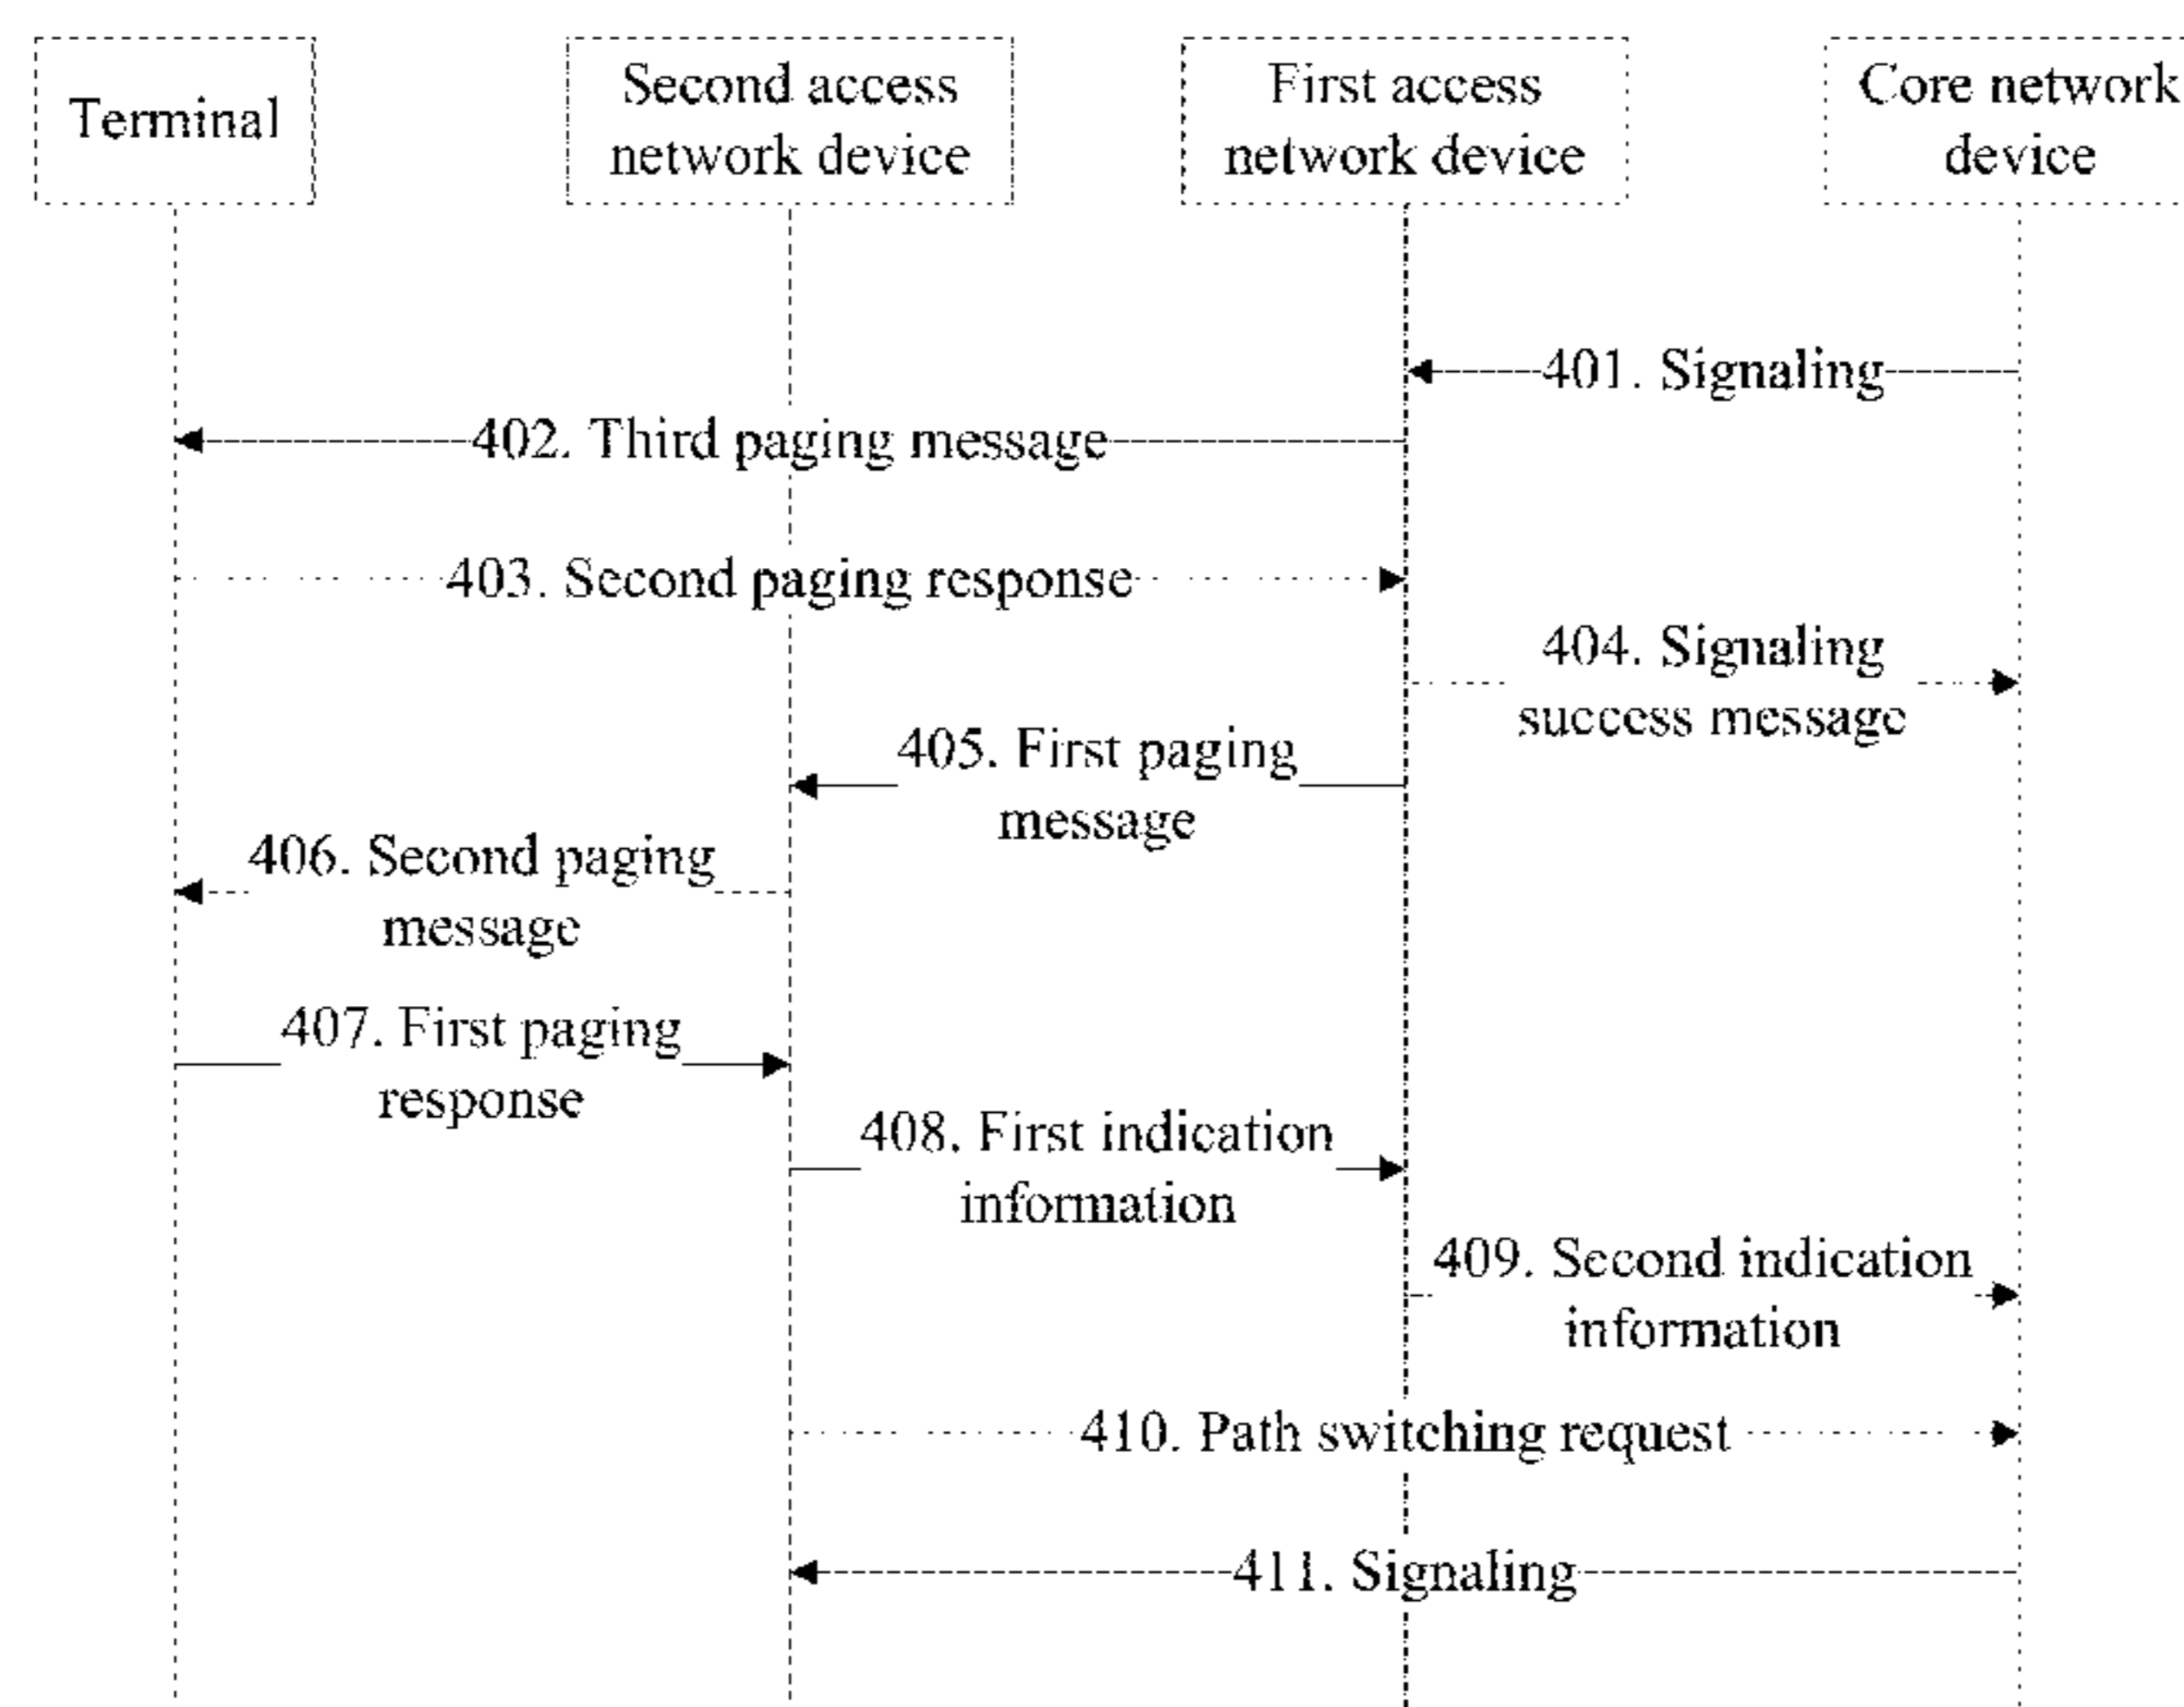 Terminal
Second access
network device
First access
network device
Core network
device
401. Signaling
402. Third paging message
403. Second paging response
404. Signaling
success message
405. First paging
message
406. Second paging
message
407. First paging
response
408. First indication
information
409. Second indication
information
410. Path switching request
411. Signaling